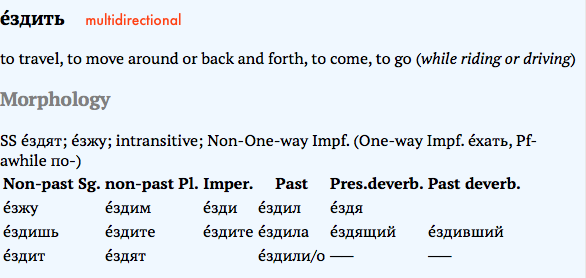 е́здить multidirectional
to travel, to move around or back and forth, to come, to go (while riding or driving)
Morphology
SS е́здят; е́зжу; intransitive; Non-One-way Impf. (One-way Impf. е́хать, Pf-
awhile по-)
Non-past Sg. non-past Pl. Imper. Past Pres.deverb. Past deverb.
е́зжу е́здим е́зди е́здил е́здя
е́здишь е́здите е́здите е́здила е́здящий е́здивший
е́здит е́здят е́здили/о —— ——